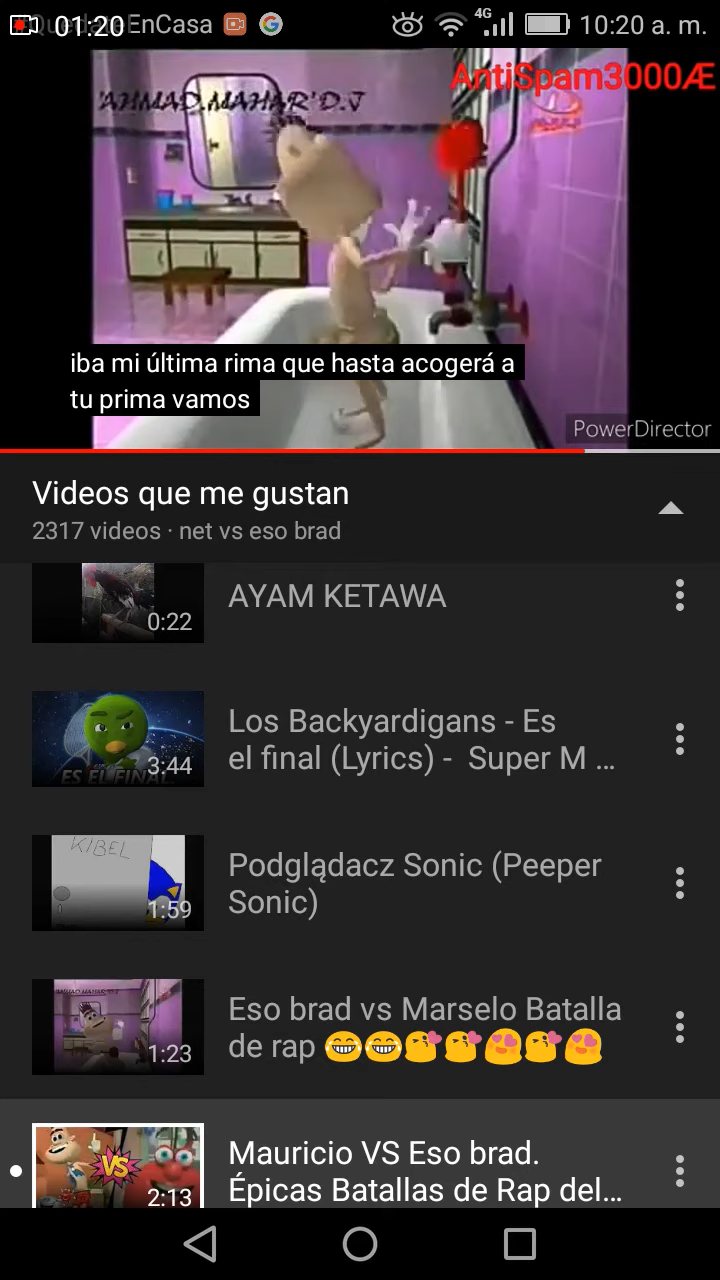 01:20
QuedateEnCasa
4G
10:20 a. m.
AntiSpam3000Æ
'AHMAD.MAHAR'D.J
iba mi última rima que hasta acogerá a
tu prima vamos
PowerDirector
Videos que me gustan
2317 videos · net vs eso brad
0:22
AYAM KETAWA
ES EL FINAL
3:44
Los Backyardigans - Es
el final (Lyrics) - Super M ...
KIBEL
1:59
Podglądacz Sonic (Peeper
Sonic)
1:23
Eso brad vs Marselo Batalla
de rap 😂😂😘😘😍😘😍
VS
2:13
Mauricio VS Eso brad.
Épicas Batallas de Rap del...